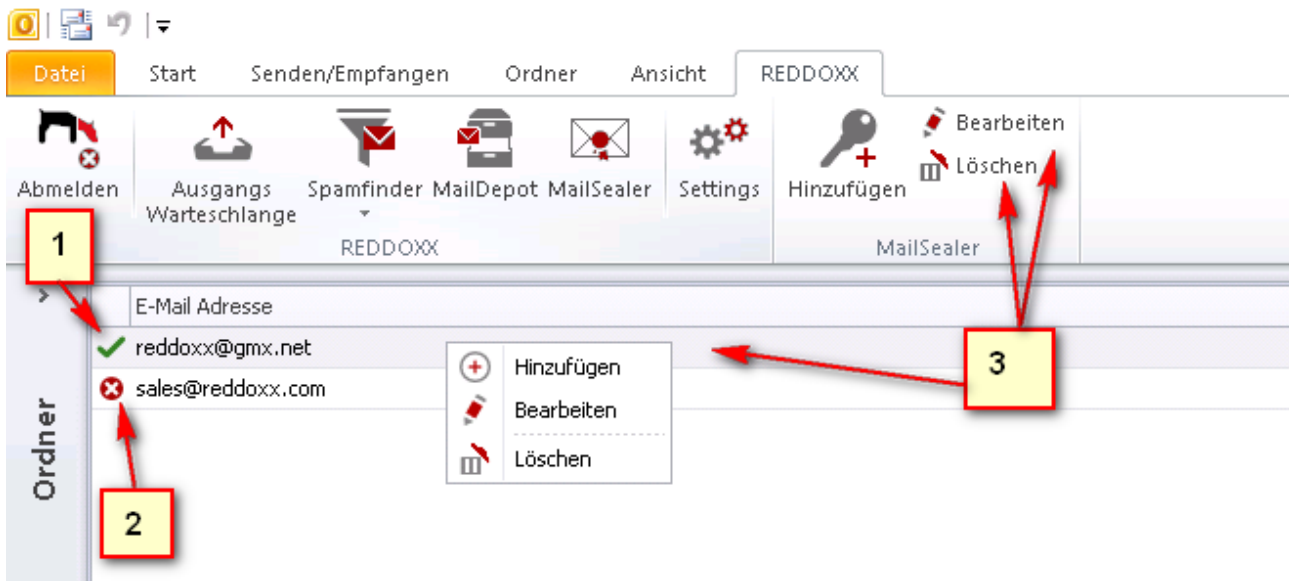 Datei Start Senden/Empfangen Ordner Ansicht REDDOXX
Abmelden
Ausgangs
Warteschlange
Spamfinder
MailDepot
MailSealer
Settings
Hinzufügen
Bearbeiten
Löschen
REDDOXX
MailSealer
1
E-Mail Adresse
reddoxx@gmx.net
sales@reddoxx.com
Hinzufügen
Bearbeiten
Löschen
3
Ordner
2